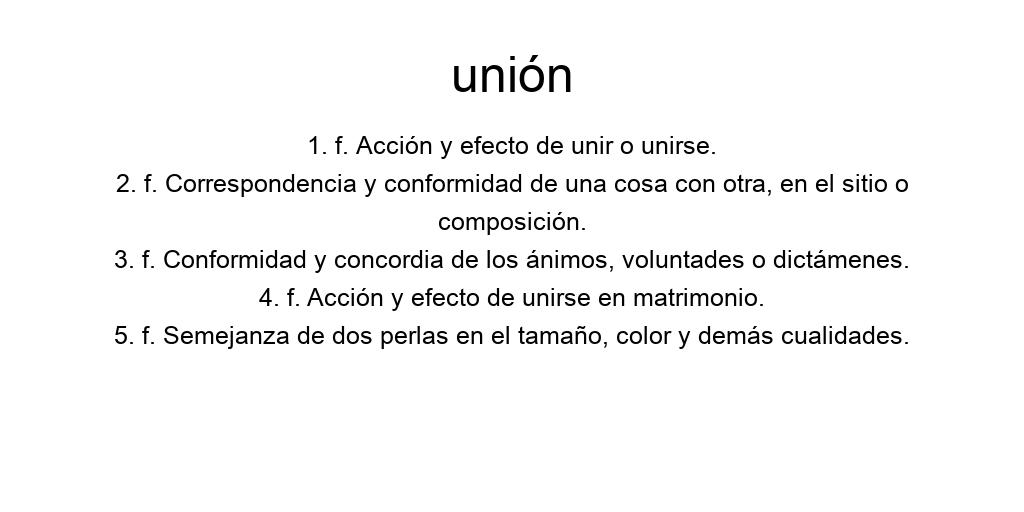 unión
1. f. Acción y efecto de unir o unirse.
2. f. Correspondencia y conformidad de una cosa con otra, en el sitio o
composición.
3. f. Conformidad y concordia de los ánimos, voluntades o dictámenes.
4. f. Acción y efecto de unirse en matrimonio.
5. f. Semejanza de dos perlas en el tamaño, color y demás cualidades.